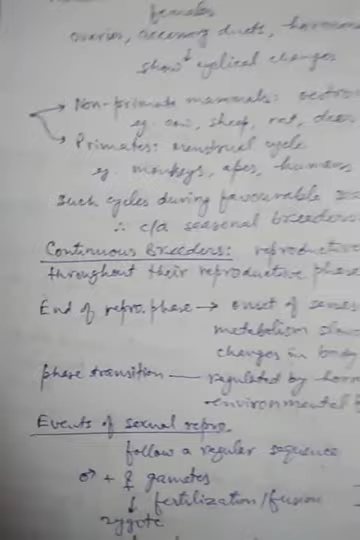 females
ovaries, accessory ducts, hormones
↓
show cyclical changes
→ Non-primate mammals: oestrous
eg. cow, sheep, rat, deer
→ Primates: menstrual cycle
eg. monkeys, apes, humans
Such cycles during favourable
∴ c/a seasonal breeders
Continuous Breeders: reproductive
throughout their reproductive phase
End of repro. phase → onset of
metabolism
changes in body
phase transition — regulated by
environmental
Events of sexual repro.
follow a regular sequence
♂ + ♀ gametes
↓ fertilization/fusion
zygote